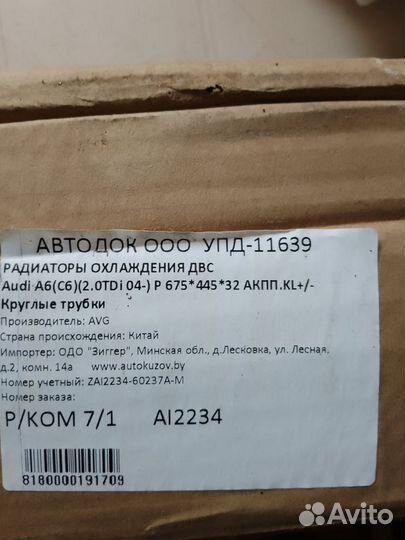 АВТОДОК ООО УПД-11639
РАДИАТОРЫ ОХЛАЖДЕНИЯ ДВС
Audi A6(C6)(2.0TDi 04-) P 675*445*32 АКПП.KL+/-
Круглые трубки
Производитель: AVG
Страна происхождения: Китай
Импортер: ОДО "Зиггер", Минская обл., д.Лесковка, ул. Лесная,
д.2, комн. 14а www.autokuzov.by
Номер учетный: ZAI2234-60237A-M
Номер заказа:
Р/КОМ 7/1 AI2234
8180000191709
Avito